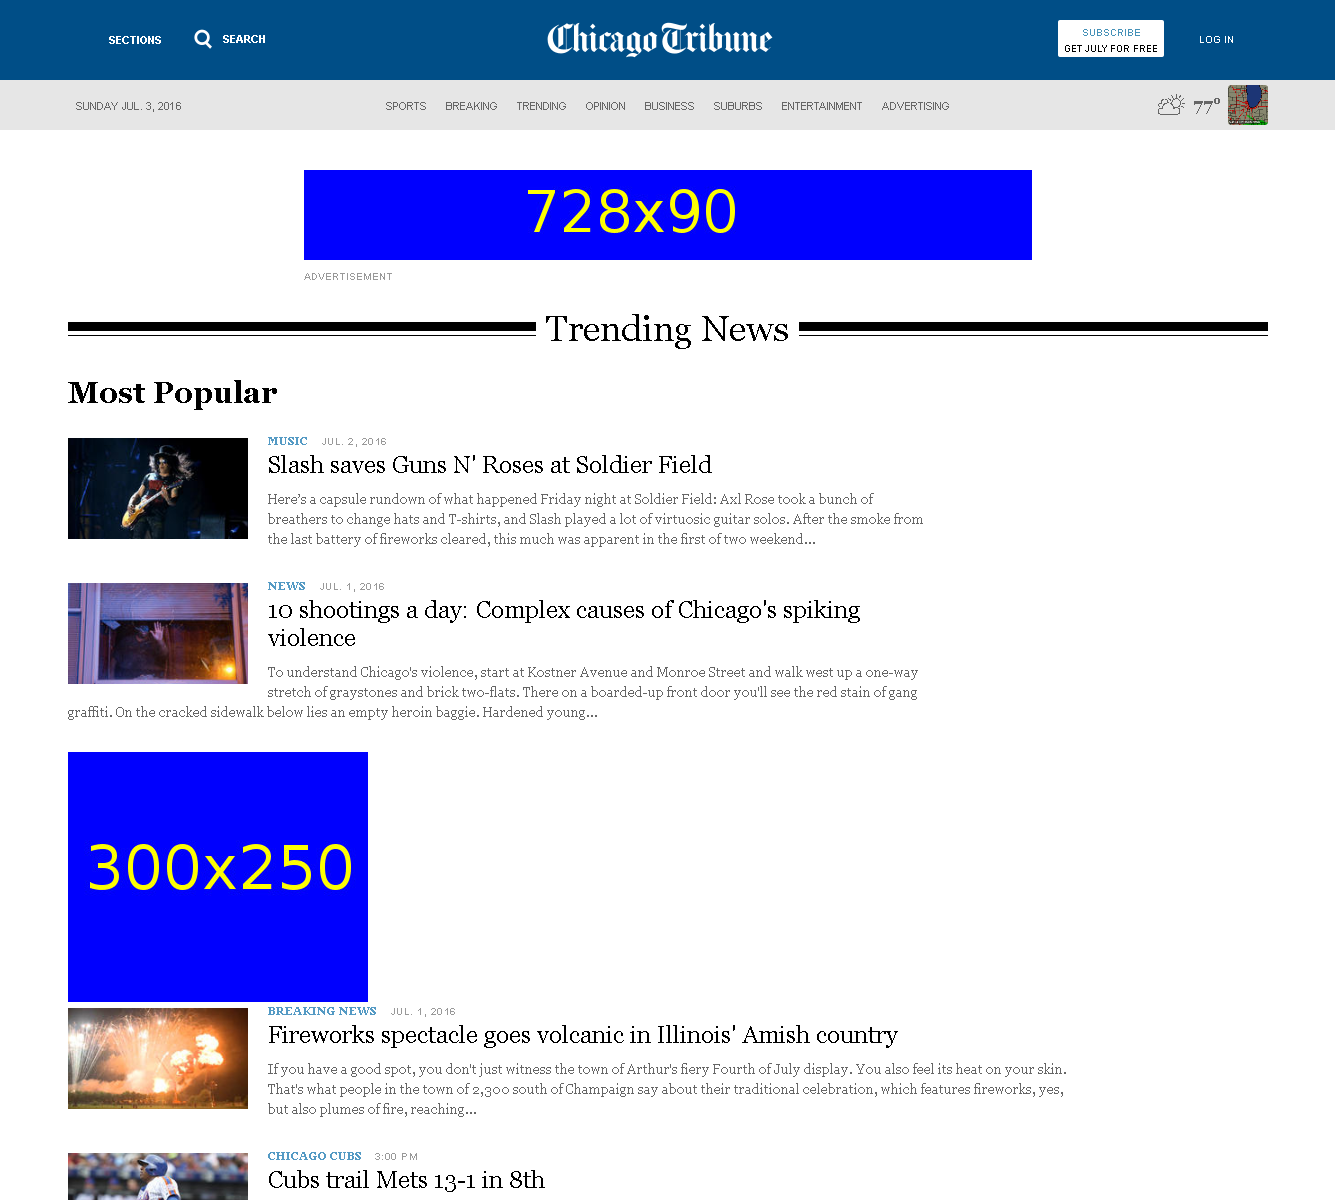 SECTIONS
SEARCH
Chicago Tribune
SUBSCRIBE
GET JULY FOR FREE
LOG IN
SUNDAY JUL. 3, 2016
SPORTS BREAKING TRENDING OPINION BUSINESS SUBURBS ENTERTAINMENT ADVERTISING
77°
728x90
ADVERTISEMENT
Trending News
Most Popular
MUSIC JUL. 2, 2016
Slash saves Guns N' Roses at Soldier Field
Here’s a capsule rundown of what happened Friday night at Soldier Field: Axl Rose took a bunch of
breathers to change hats and T-shirts, and Slash played a lot of virtuosic guitar solos. After the smoke from
the last battery of fireworks cleared, this much was apparent in the first of two weekend...
NEWS JUL. 1, 2016
10 shootings a day: Complex causes of Chicago's spiking
violence
To understand Chicago's violence, start at Kostner Avenue and Monroe Street and walk west up a one-way
stretch of graystones and brick two-flats. There on a boarded-up front door you'll see the red stain of gang
graffiti. On the cracked sidewalk below lies an empty heroin baggie. Hardened young...
300x250
BREAKING NEWS JUL. 1, 2016
Fireworks spectacle goes volcanic in Illinois' Amish country
If you have a good spot, you don't just witness the town of Arthur's fiery Fourth of July display. You also feel its heat on your skin.
That's what people in the town of 2,300 south of Champaign say about their traditional celebration, which features fireworks, yes,
but also plumes of fire, reaching...
CHICAGO CUBS 3:00 PM
Cubs trail Mets 13-1 in 8th